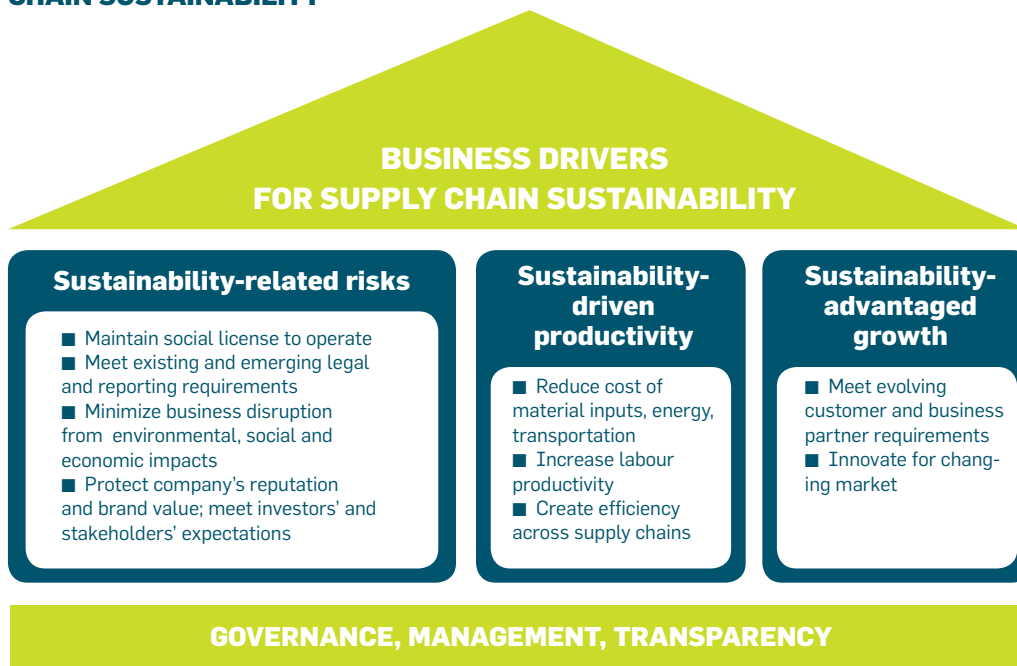 CHAIN SUSTAINABILITY
BUSINESS DRIVERS
FOR SUPPLY CHAIN SUSTAINABILITY
Sustainability-related risks
■ Maintain social license to operate
■ Meet existing and emerging legal
and reporting requirements
■ Minimize business disruption
from environmental, social and
economic impacts
■ Protect company's reputation
and brand value; meet investors' and
stakeholders' expectations
Sustainability-
driven
productivity
■ Reduce cost of
material inputs, energy,
transportation
■ Increase labour
productivity
■ Create efficiency
across supply chains
Sustainability-
advantaged
growth
■ Meet evolving
customer and business
partner requirements
■ Innovate for chang-
ing market
GOVERNANCE, MANAGEMENT, TRANSPARENCY